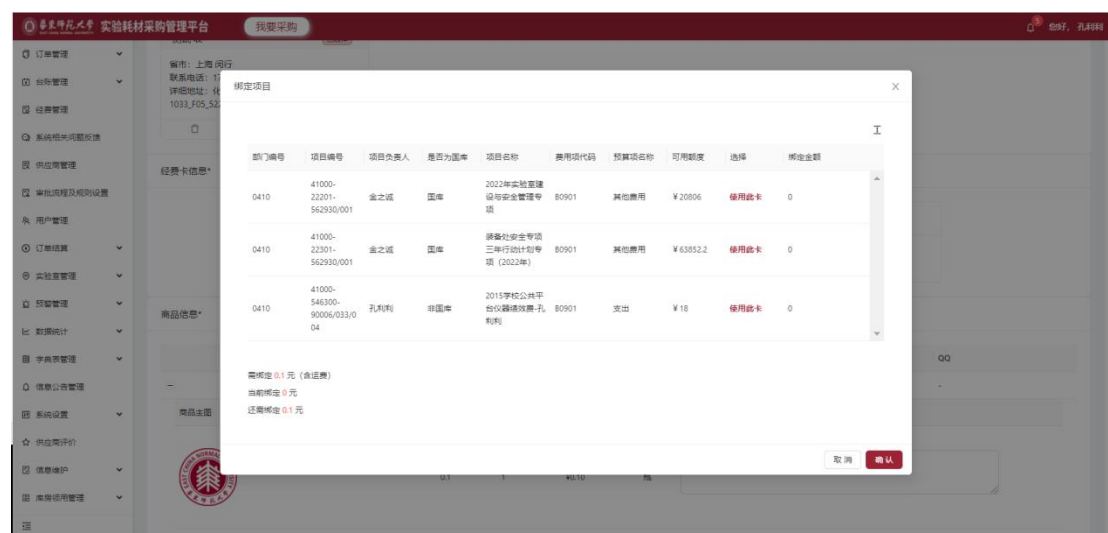 華東師範大學 实验耗材采购管理平台 我要采购 5 您好，孔利利
订单管理
台账管理
经费管理
系统相关问题反馈
供应商管理
审批流程及规则设置
用户管理
订单结算
实验室管理
预警管理
数据统计
字典表管理
信息公告管理
系统设置
供应商评价
信息维护
库房领用管理
省市：上海 闵行
联系电话：17
详细地址：化
1033_F05_522
经费卡信息*
商品信息*
商品主图
QQ
-
0.1 1 ¥0.10 瓶
绑定项目
部门编号 项目编号 项目负责人 是否为国库 项目名称 费用项代码 预算项名称 可用额度 选择 绑定金额
0410 41000-22201-562930/001 金之诚 国库 2022年实验室建设与安全管理专项 B0901 其他费用 ￥20806 使用此卡 0
0410 41000-22301-562930/001 金之诚 国库 装备处安全专项三年行动计划专项（2022年） B0901 其他费用 ￥63852.2 使用此卡 0
0410 41000-546300-90006/033/004 孔利利 非国库 2015学校公共平台仪器绩效费-孔利利 B0901 支出 ￥18 使用此卡 0
需绑定 0.1 元（含运费）
当前绑定 0 元
还需绑定 0.1 元
取 消 确 认